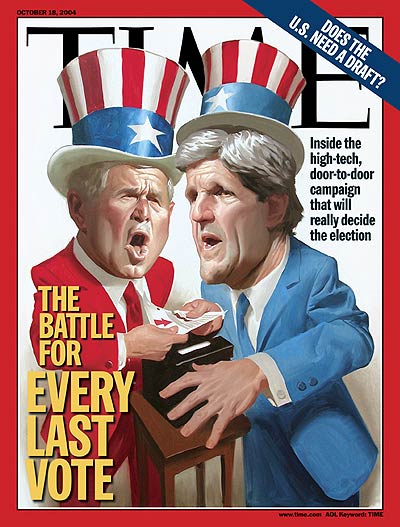 OCTOBER 18, 2004
DOES THE
U.S. NEED A DRAFT?
TIME
Inside the
high-tech,
door-to-door
campaign
that will
really decide
the election
THE
BATTLE
FOR
EVERY
LAST
VOTE
www.time.com AOL Keyword: TIME